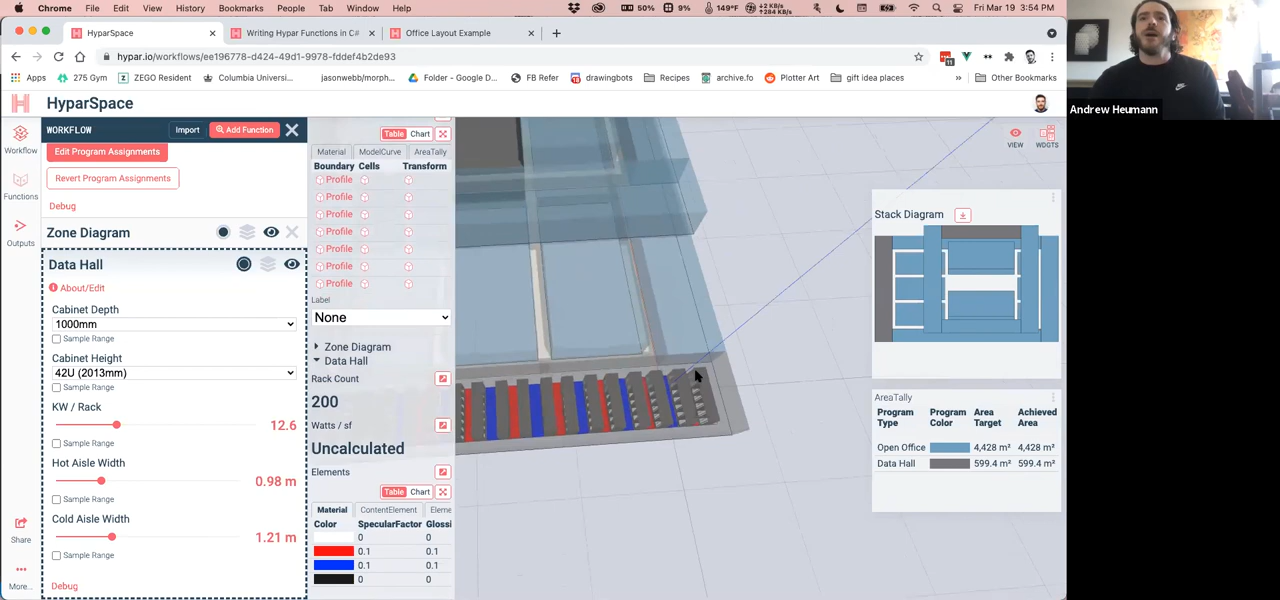 Chrome File Edit View History Bookmarks People Tab Window Help 50% 9% 149°F ~2 KB/s ↑284 KB/s Fri Mar 19 3:54 PM
HyparSpace Writing Hypar Functions in C# Office Layout Example
hypar.io/workflows/ee196778-d424-49d1-9978-fddef4b2de93
Apps 275 Gym ZEGO Resident Columbia Universi... jasonwebb/morph... Folder - Google D... FB Refer drawingbots Recipes archive.fo Plotter Art gift idea places » Other Bookmarks
HyparSpace
Andrew Heumann
WORKFLOW Import Add Function
Workflow
Functions
Outputs
Share
More...
Edit Program Assignments
Revert Program Assignments
Debug
Zone Diagram
Data Hall
About/Edit
Cabinet Depth
1000mm
Sample Range
Cabinet Height
42U (2013mm)
Sample Range
KW / Rack
12.6
Sample Range
Hot Aisle Width
0.98 m
Sample Range
Cold Aisle Width
1.21 m
Sample Range
Debug
Table Chart
Material ModelCurve AreaTally
Boundary Cells Transform
Profile
Profile
Profile
Profile
Profile
Profile
Profile
Label
None
Zone Diagram
Data Hall
Rack Count
200
Watts / sf
Uncalculated
Elements
Table Chart
Material ContentElement Eleme
Color SpecularFactor Glossi
0 0
0.1 0.1
0.1 0.1
0 0
VIEW WDGTS
Stack Diagram
AreaTally
Program Type Program Color Area Target Achieved Area
Open Office 4,428 m² 4,428 m²
Data Hall 599.4 m² 599.4 m²